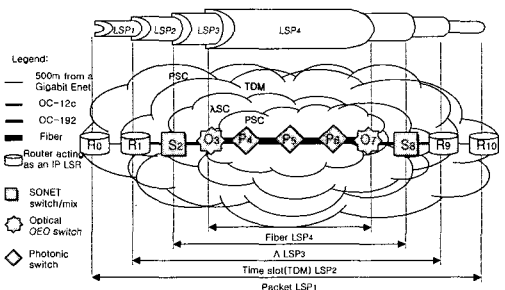 LSP1
LSP2
LSP3
LSP4
Legend:
500m from a
Gigabit Enet
OC-12c
OC-192
Fiber
Router acting
as an IP LSR
SONET
switch/mix
Optical
OEO switch
Photonic
switch
PSC
TDM
λSC
PSC
R0
R1
S2
O3
P4
P5
P6
O7
S8
R9
R10
Fiber LSP4
Λ LSP3
Time slot(TDM) LSP2
Packet LSP1